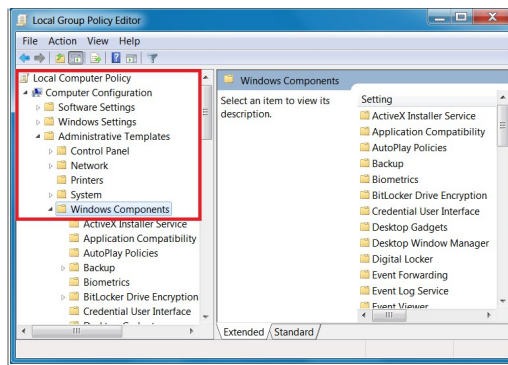 Local Group Policy Editor
File Action View Help
Local Computer Policy
Computer Configuration
Software Settings
Windows Settings
Administrative Templates
Control Panel
Network
Printers
System
Windows Components
ActiveX Installer Service
Application Compatibility
AutoPlay Policies
Backup
Biometrics
BitLocker Drive Encryption
Credential User Interface
Windows Components
Select an item to view its
description.
Setting
ActiveX Installer Service
Application Compatibility
AutoPlay Policies
Backup
Biometrics
BitLocker Drive Encryption
Credential User Interface
Desktop Gadgets
Desktop Window Manager
Digital Locker
Event Forwarding
Event Log Service
Event Viewer
Extended Standard